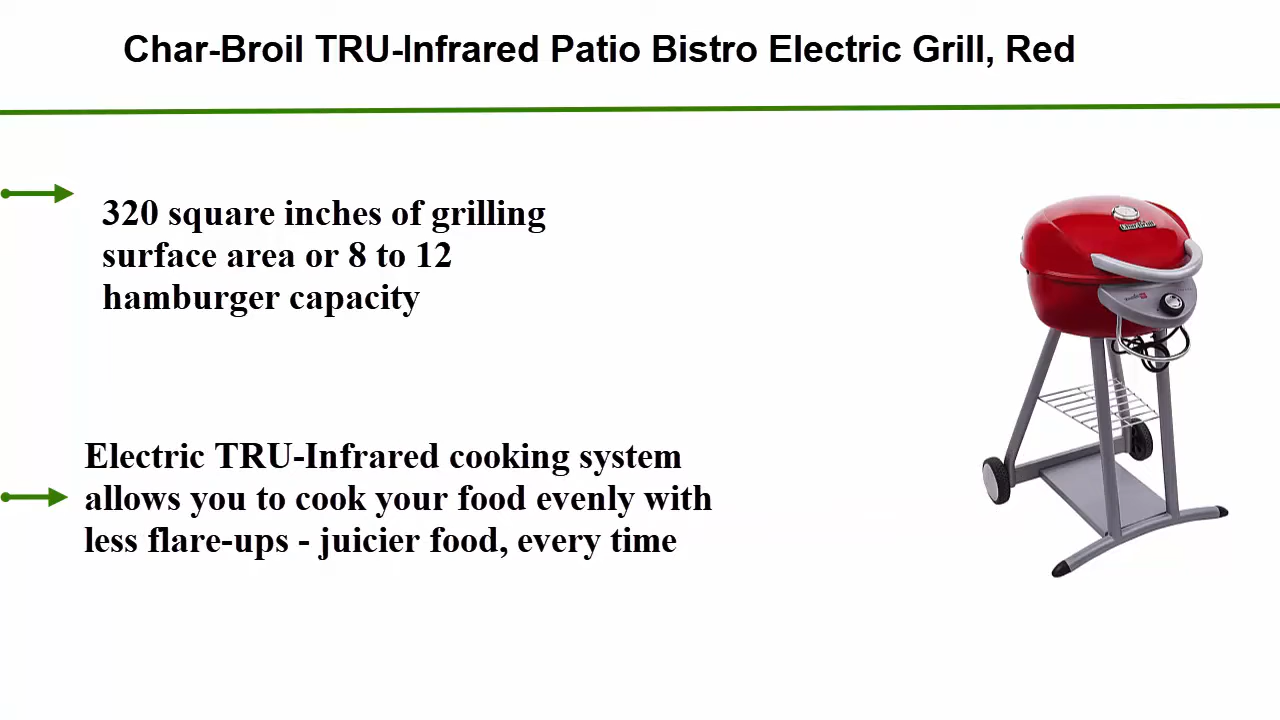 Char-Broil TRU-Infrared Patio Bistro Electric Grill, Red
320 square inches of grilling
surface area or 8 to 12
hamburger capacity
Electric TRU-Infrared cooking system
allows you to cook your food evenly with
less flare-ups - juicier food, every time
Char-Broil